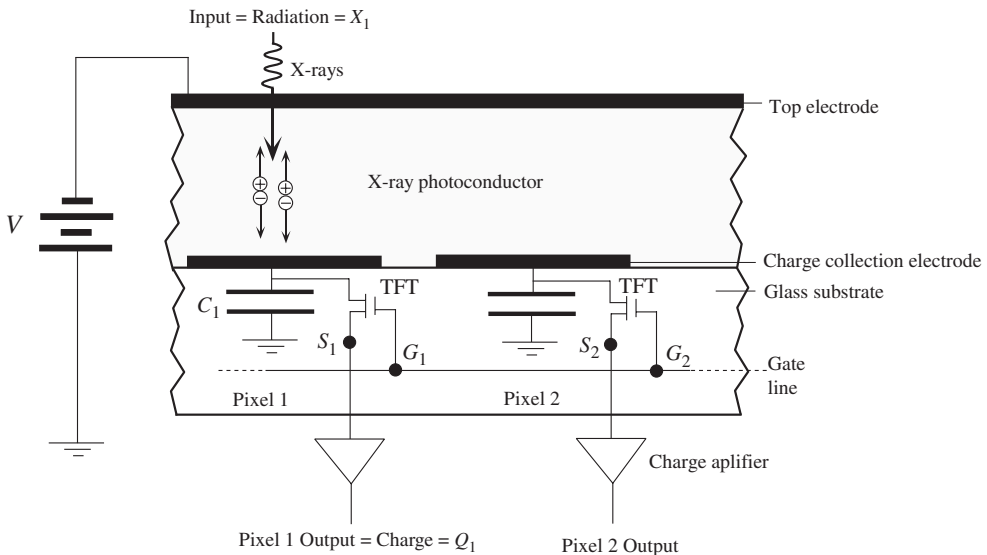 Input = Radiation = X1
X-rays
Top electrode
X-ray photoconductor
V
Charge collection electrode
TFT
TFT
Glass substrate
C1
S1
S2
G1
G2
Gate
line
Pixel 1
Pixel 2
Charge aplifier
Pixel 1 Output = Charge = Q1
Pixel 2 Output